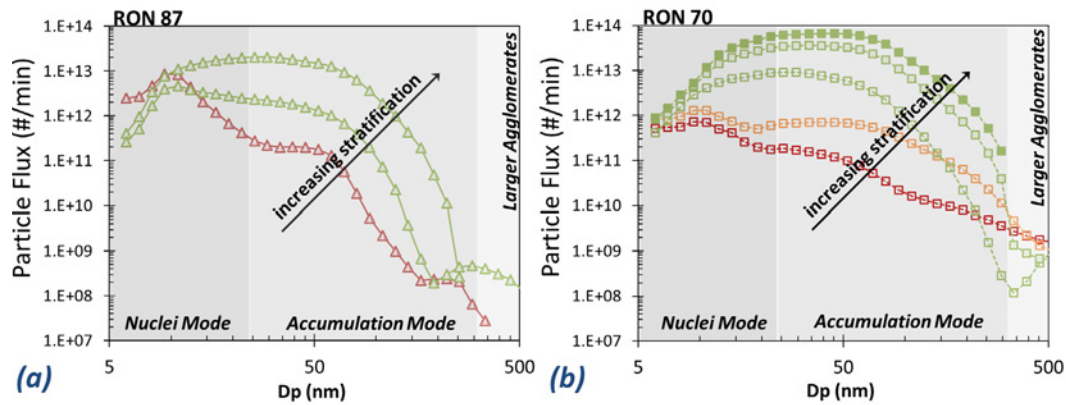 RON 87
1.E+14
1.E+13
1.E+12
1.E+11
1.E+10
1.E+09
1.E+08
1.E+07
Particle Flux (#/min)
increasing stratification
Larger Agglomerates
Nuclei Mode
Accumulation Mode
5
50
500
(a)
Dp (nm)
RON 70
1.E+14
1.E+13
1.E+12
1.E+11
1.E+10
1.E+09
1.E+08
1.E+07
Particle Flux (#/min)
increasing stratification
Larger Agglomerates
Nuclei Mode
Accumulation Mode
5
50
500
(b)
Dp (nm)